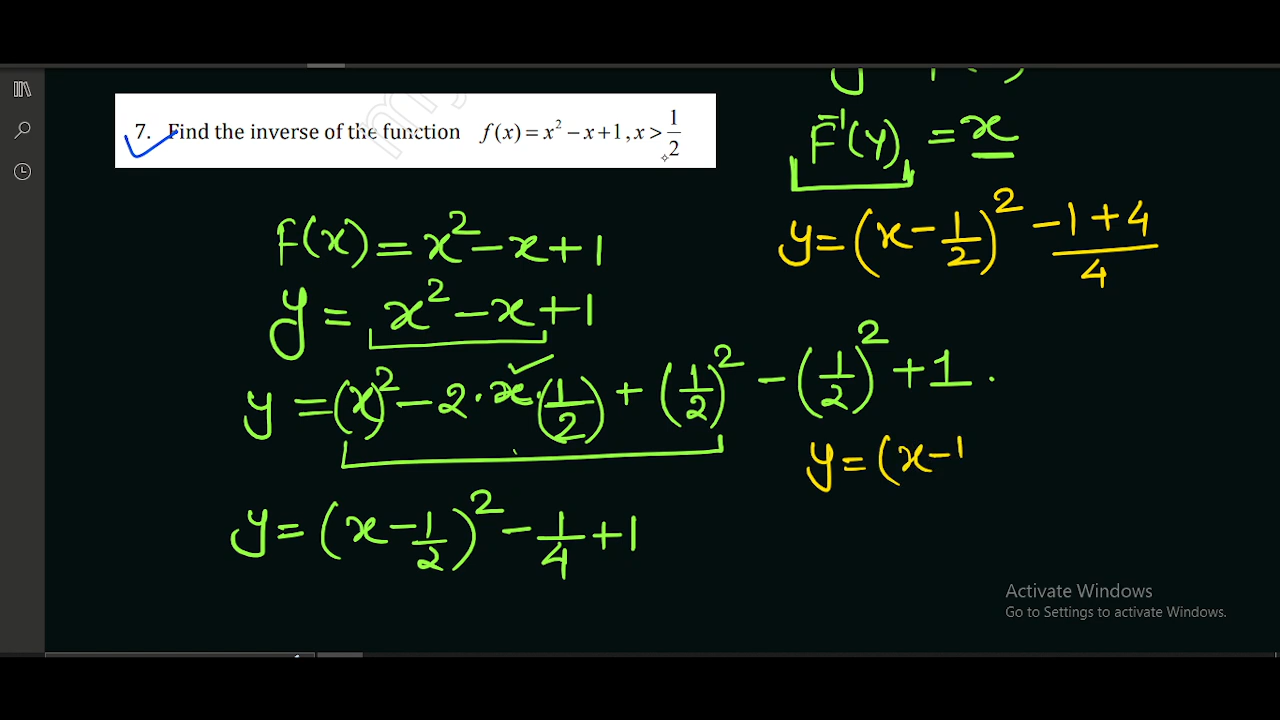 7. Find the inverse of the function f(x) = x² − x + 1, x > 1/2
F(x) = x² − x + 1
y = x² − x + 1
y = (x)² − 2 · x · (1/2) + (1/2)² − (1/2)² + 1 .
y = (x − 1/2)² − 1/4 + 1
F⁻¹(y) = x
y = (x − 1/2)² (−1 + 4)/4
y = (x − 1
Activate Windows
Go to Settings to activate Windows.